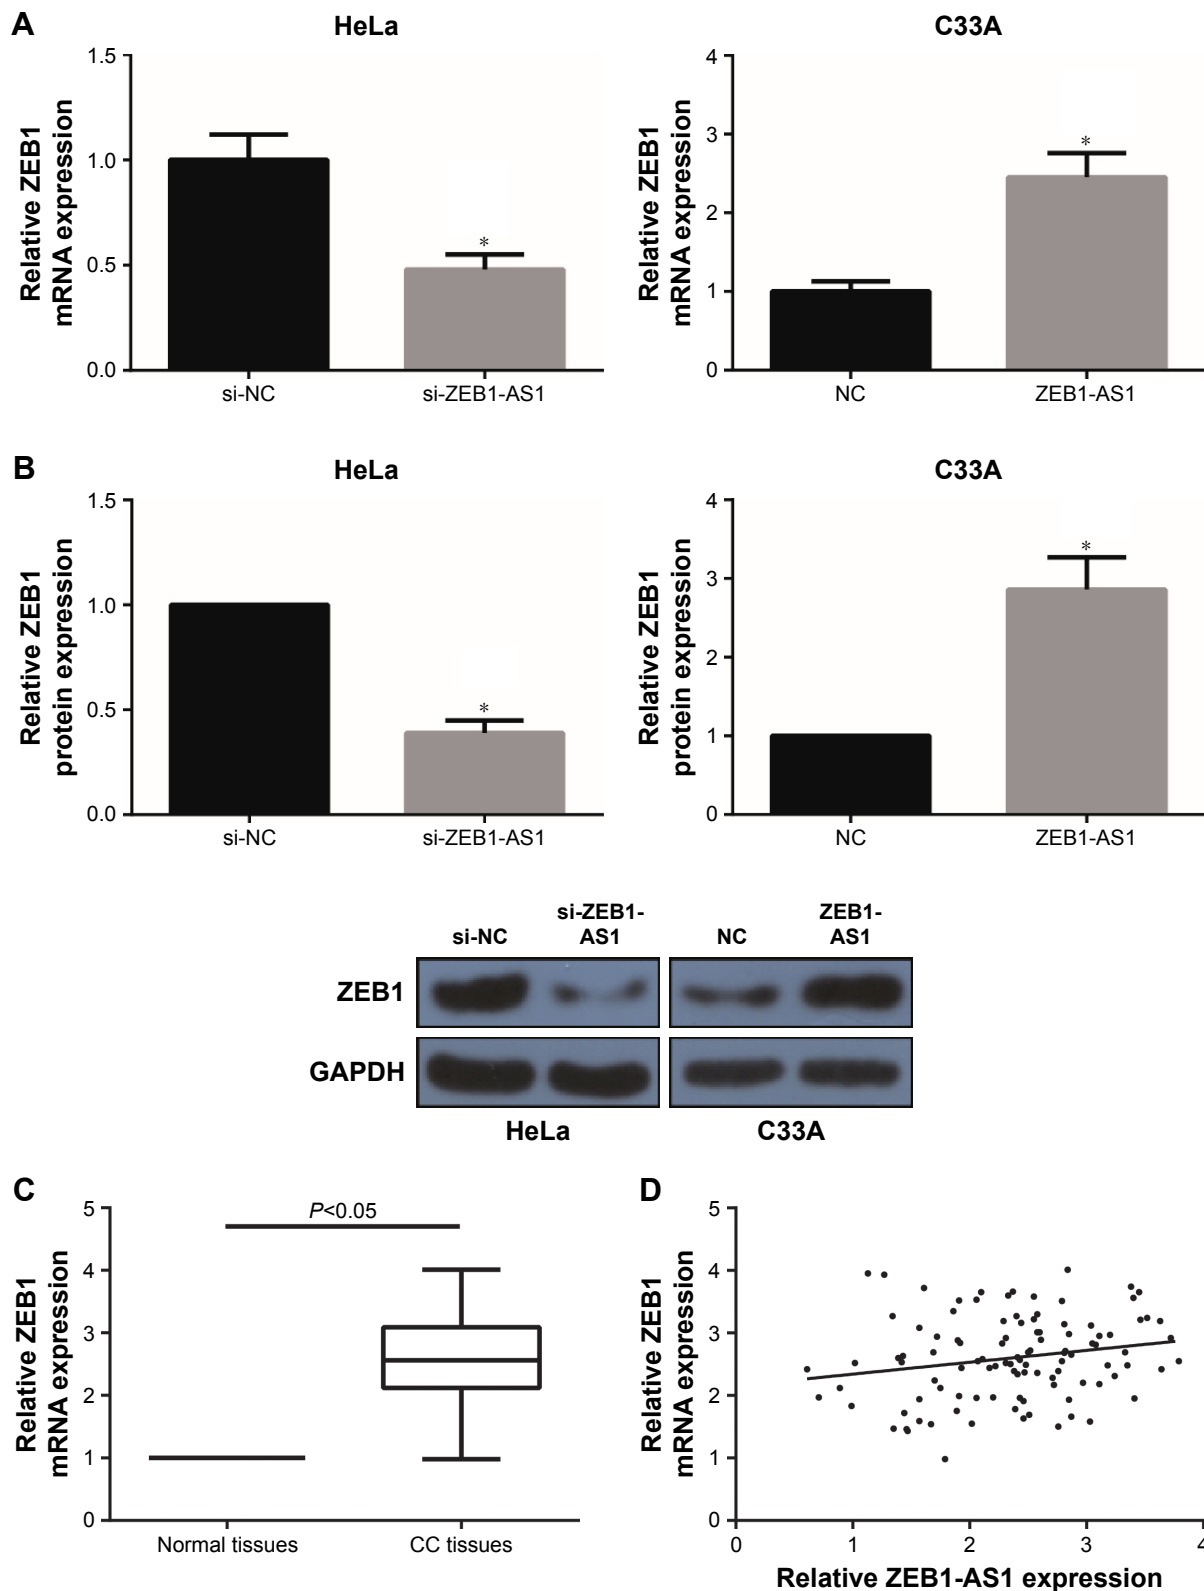 A
HeLa
C33A
Relative ZEB1
mRNA expression
1.5
1.0
0.5
0.0
*
si-NC
si-ZEB1-AS1
Relative ZEB1
mRNA expression
4
3
2
1
0
*
NC
ZEB1-AS1
B
HeLa
C33A
Relative ZEB1
protein expression
1.5
1.0
0.5
0.0
*
si-NC
si-ZEB1-AS1
Relative ZEB1
protein expression
4
3
2
1
0
*
NC
ZEB1-AS1
si-NC
si-ZEB1-
AS1
NC
ZEB1-
AS1
ZEB1
GAPDH
HeLa
C33A
C
Relative ZEB1
mRNA expression
5
4
3
2
1
0
P<0.05
Normal tissues
CC tissues
D
Relative ZEB1
mRNA expression
5
4
3
2
1
0
0
1
2
3
4
Relative ZEB1-AS1 expression